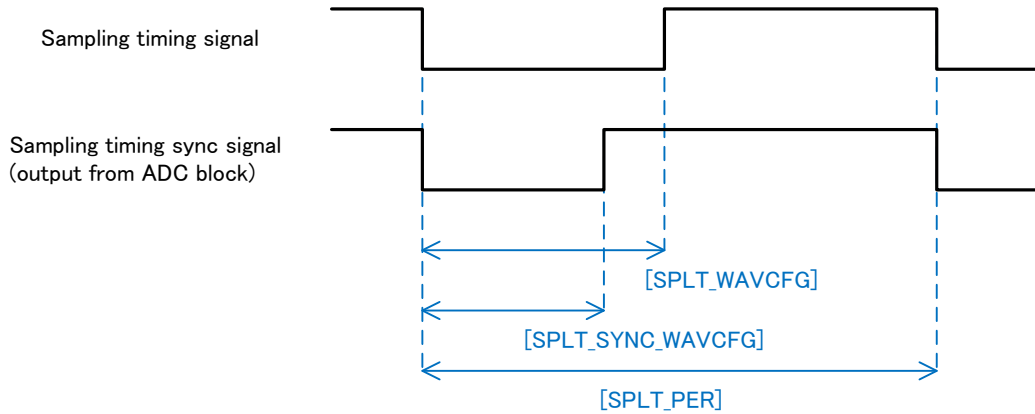 Sampling timing signal
Sampling timing sync signal
(output from ADC block)
[SPLT_WAVCFG]
[SPLT_SYNC_WAVCFG]
[SPLT_PER]